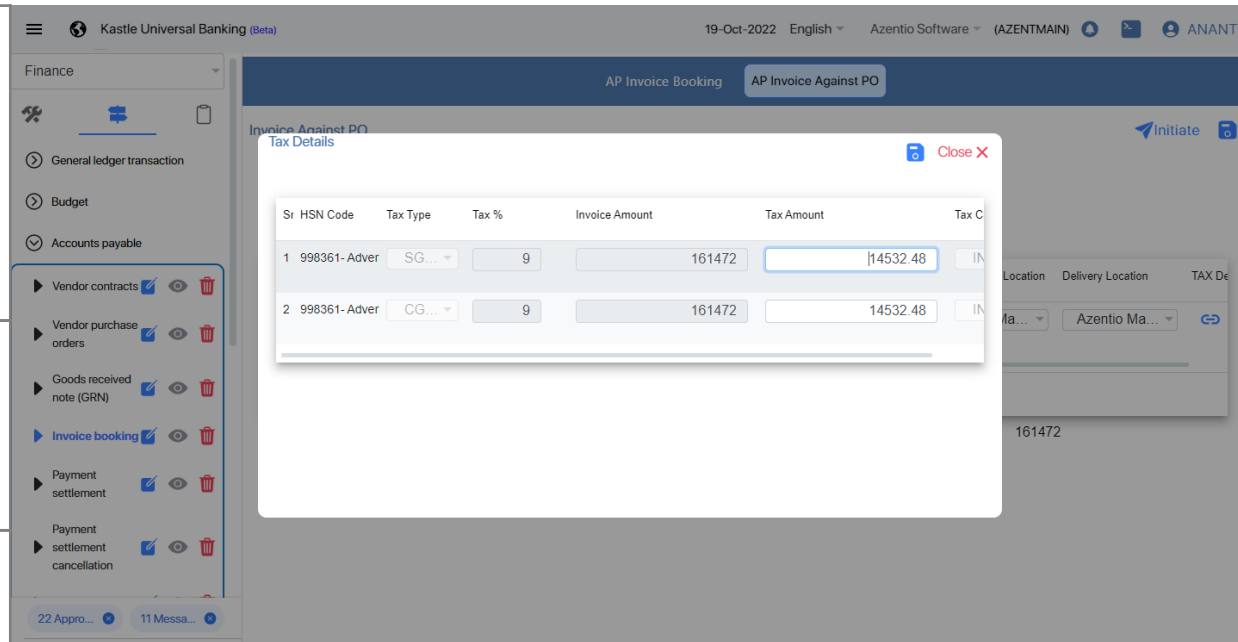 Kastle Universal Banking (Beta)
19-Oct-2022 English Azentio Software (AZENTMAIN) ANANT
Finance
AP Invoice Booking AP Invoice Against PO
Invoice Against PO
Initiate
General ledger transaction
Budget
Accounts payable
Vendor contracts
Vendor purchase
orders
Goods received
note (GRN)
Invoice booking
Payment
settlement
Payment
settlement
cancellation
22 Appro... 11 Messa...
Tax Details
Close
Sr HSN Code Tax Type Tax % Invoice Amount Tax Amount Tax C
1 998361- Adver SG... 9 161472 14532.48 IN
2 998361- Adver CG... 9 161472 14532.48 IN
Location Delivery Location TAX De
Ma... Azentio Ma...
161472